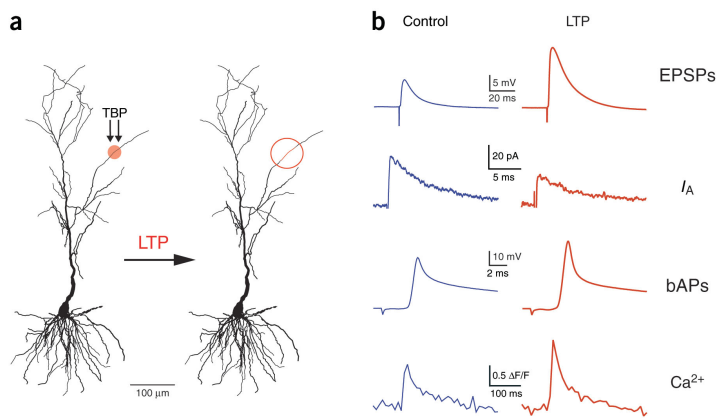 a
TBP
LTP
100 μm
b
Control
LTP
5 mV
20 ms
EPSPs
20 pA
5 ms
I_A
10 mV
2 ms
bAPs
0.5 ΔF/F
100 ms
Ca²⁺